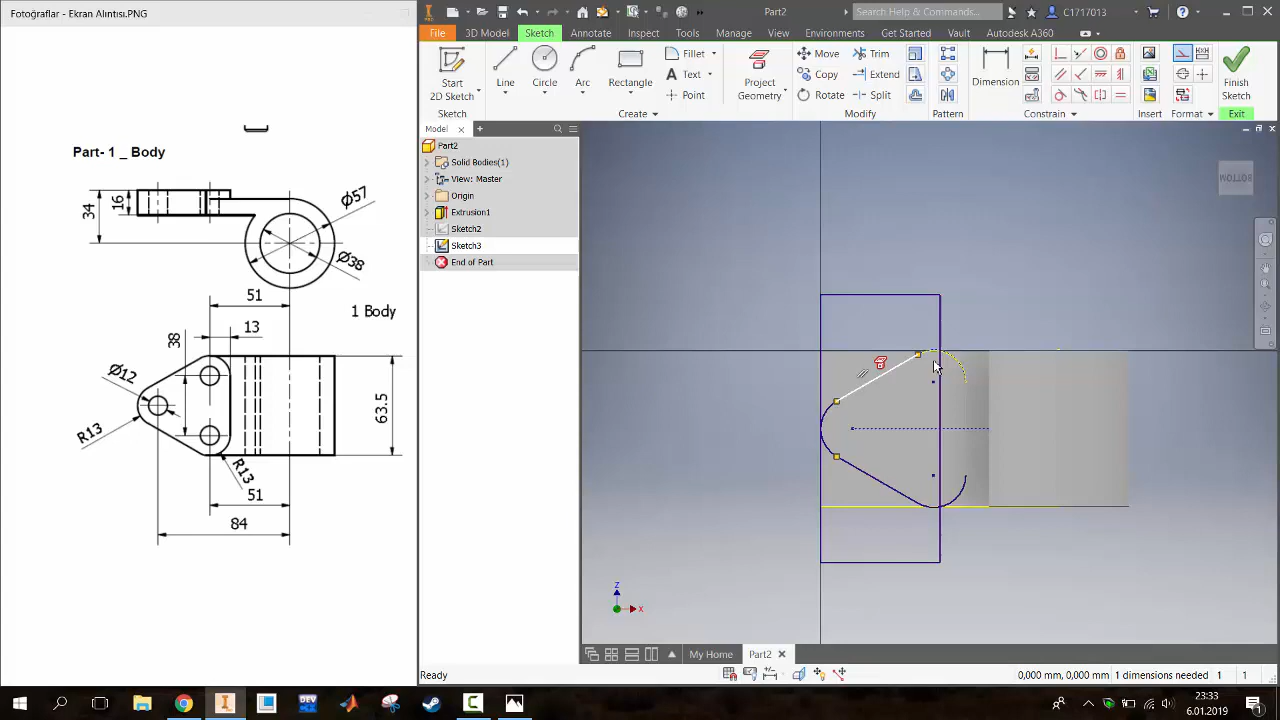 Fotoğraflar - Ekran Alıntısı.PNG
Part2
Search Help & Commands...
C1717013
File
3D Model
Sketch
Annotate
Inspect
Tools
Manage
View
Environments
Get Started
Vault
Autodesk A360
Start
2D Sketch
Line
Circle
Arc
Rectangle
Fillet
Text
Point
Project
Geometry
Move
Copy
Rotate
Trim
Extend
Split
Dimension
Finish
Sketch
Sketch
Create
Modify
Pattern
Constrain
Insert
Format
Exit
Model
Part2
Solid Bodies(1)
View: Master
Origin
Extrusion1
Sketch2
Sketch3
End of Part
Part- 1 _ Body
34
16
Ø57
Ø38
51
1 Body
13
38
Ø12
R13
63.5
R13
51
84
BOTTOM
Z
X
My Home
Part2
Ready
0,000 mm, 0,000 mm
1 dimensions needed
1
1
DEV
23:33
6.01.2019